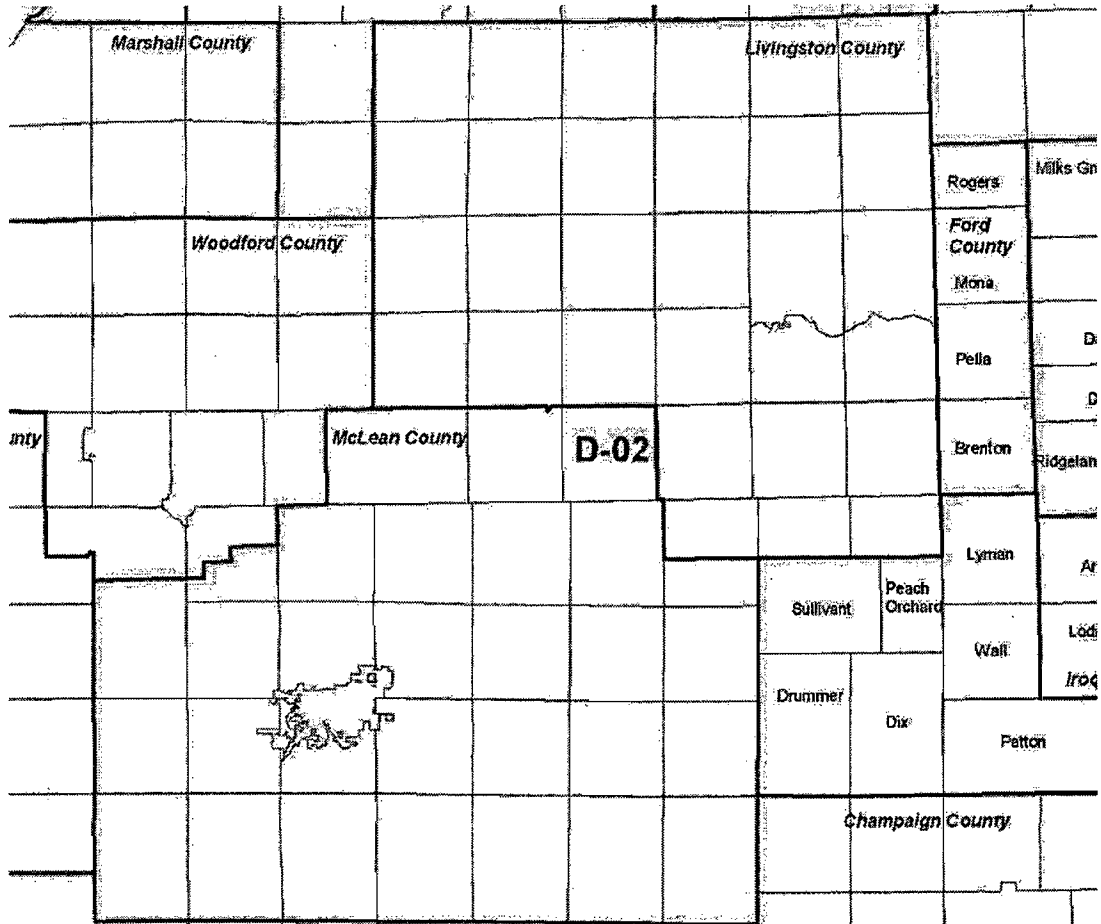 Marshall County
Livingston County
Rogers
Ford
County
Woodford County
Mona
Pella
McLean County
D-02
Brenton
Lyman
Sullivant
Peach
Orchard
Wall
Drummer
Dix
Patton
Champaign County